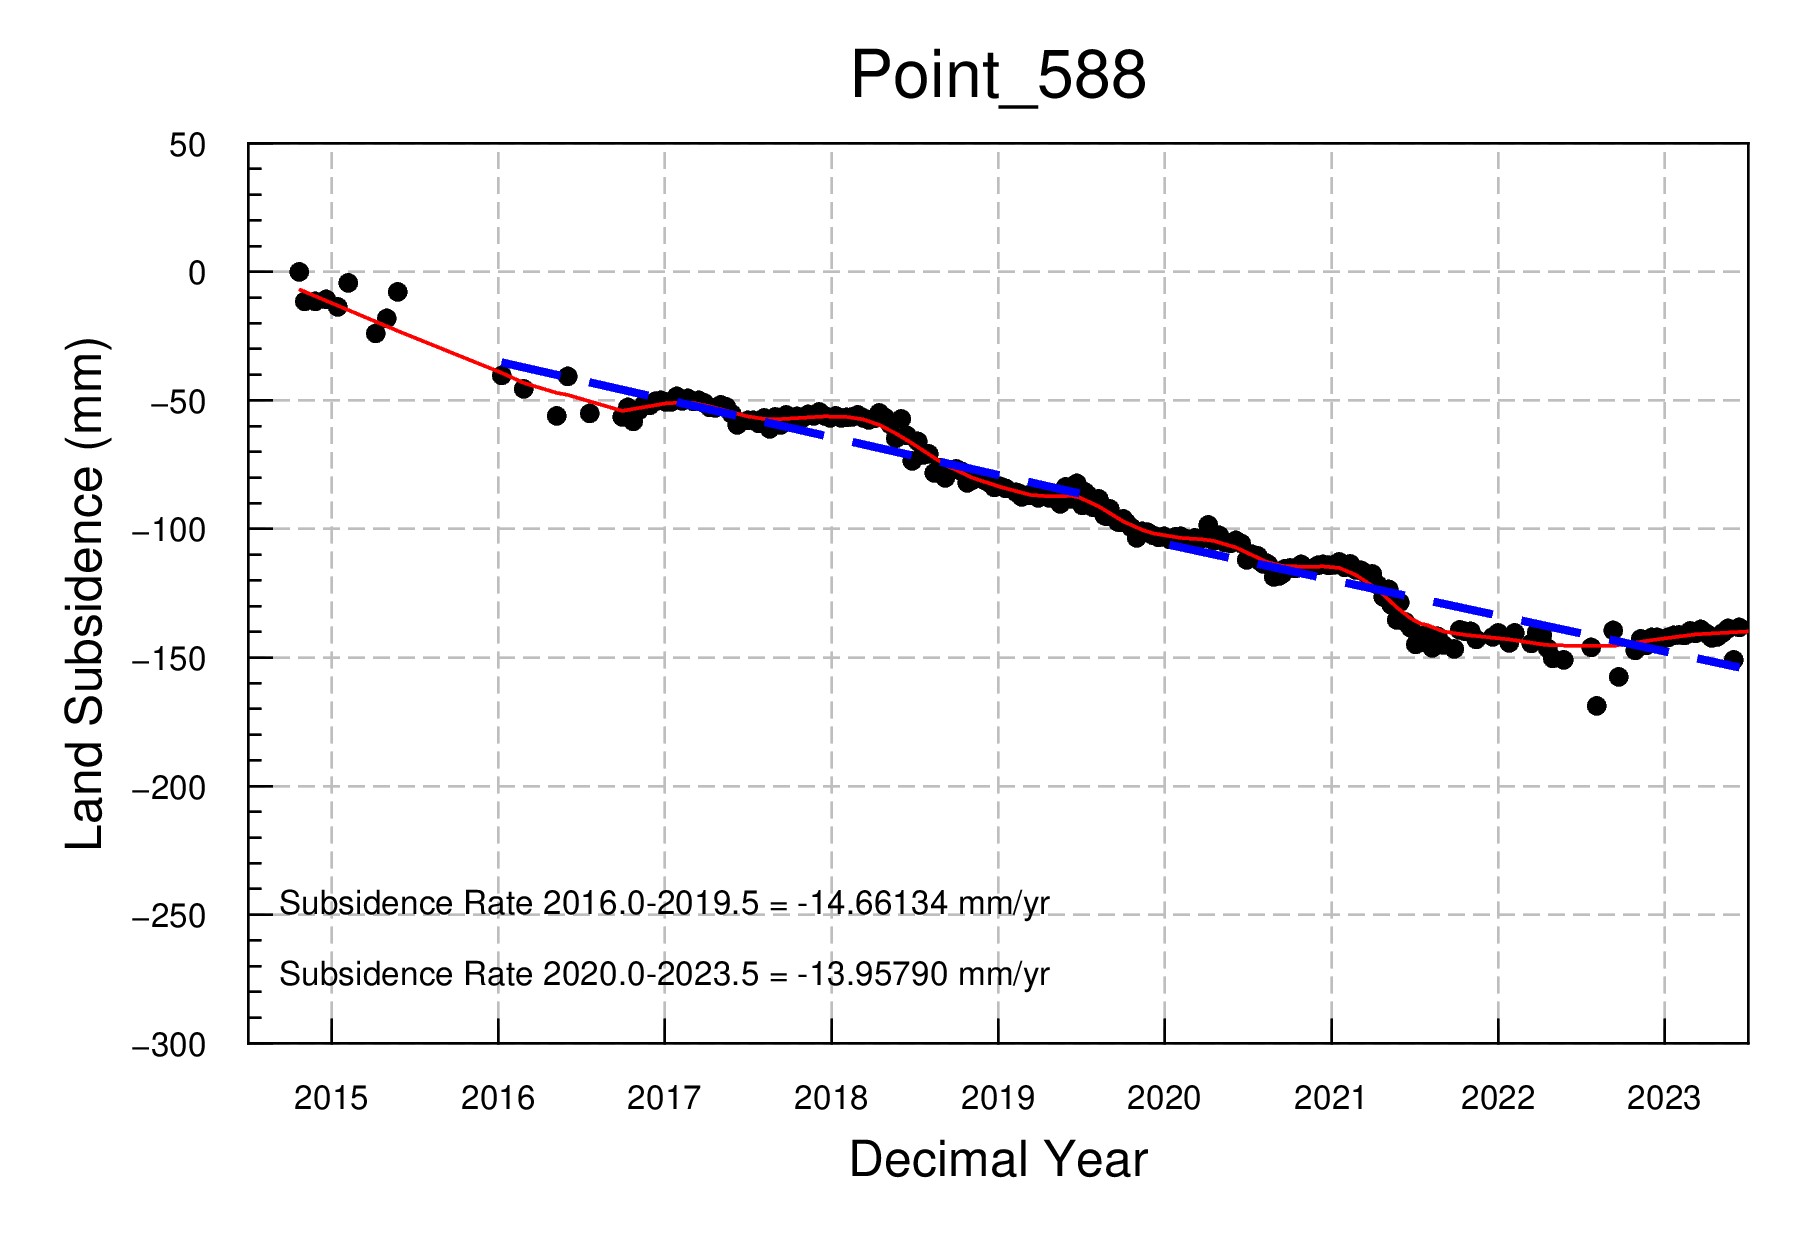 Point_588
50
0
−50
−100
−150
−200
−250
−300
Land Subsidence (mm)
Subsidence Rate 2016.0-2019.5 = -14.66134 mm/yr
Subsidence Rate 2020.0-2023.5 = -13.95790 mm/yr
2015 2016 2017 2018 2019 2020 2021 2022 2023
Decimal Year